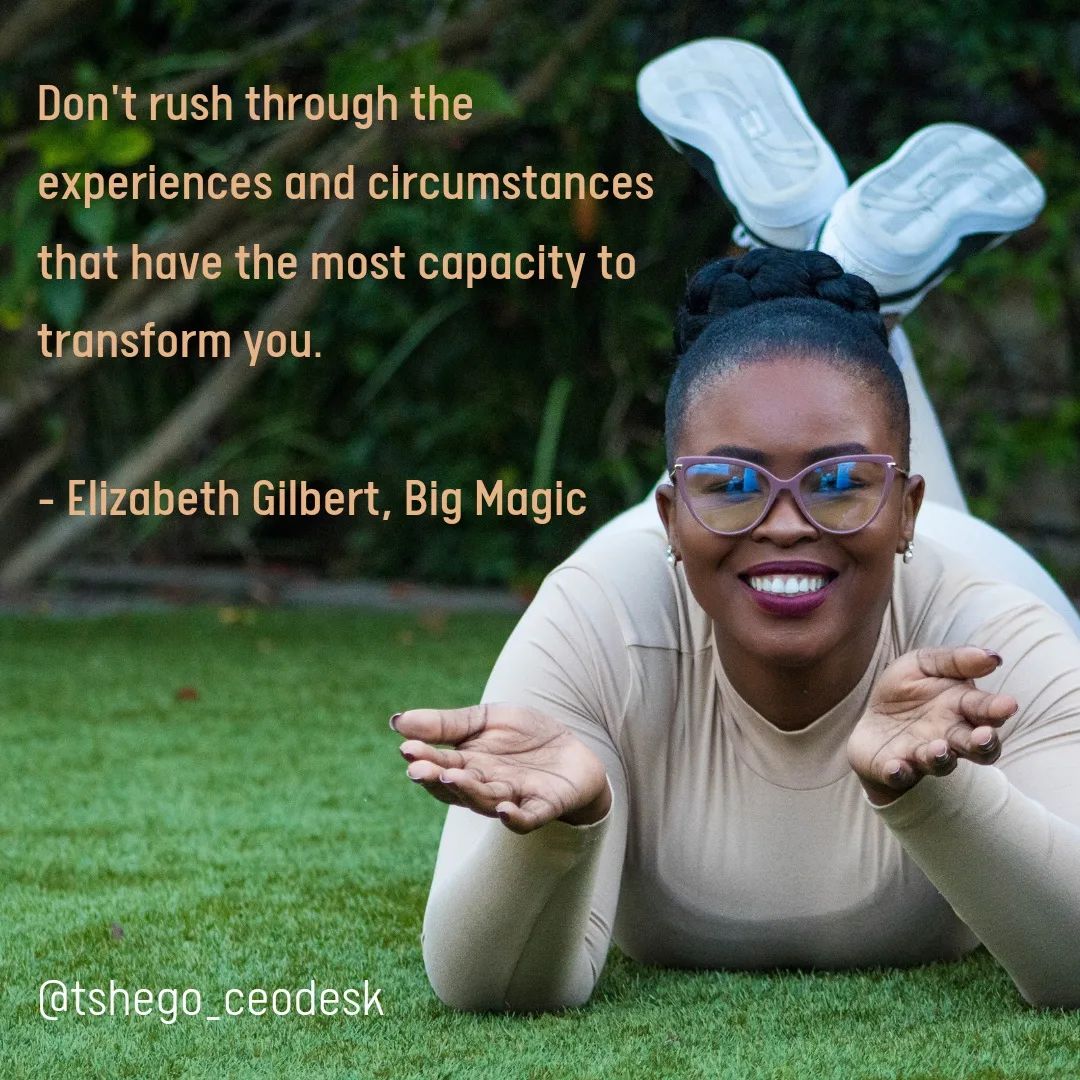 Don't rush through the
experiences and circumstances
that have the most capacity to
transform you.
- Elizabeth Gilbert, Big Magic
@tshego_ceodesk